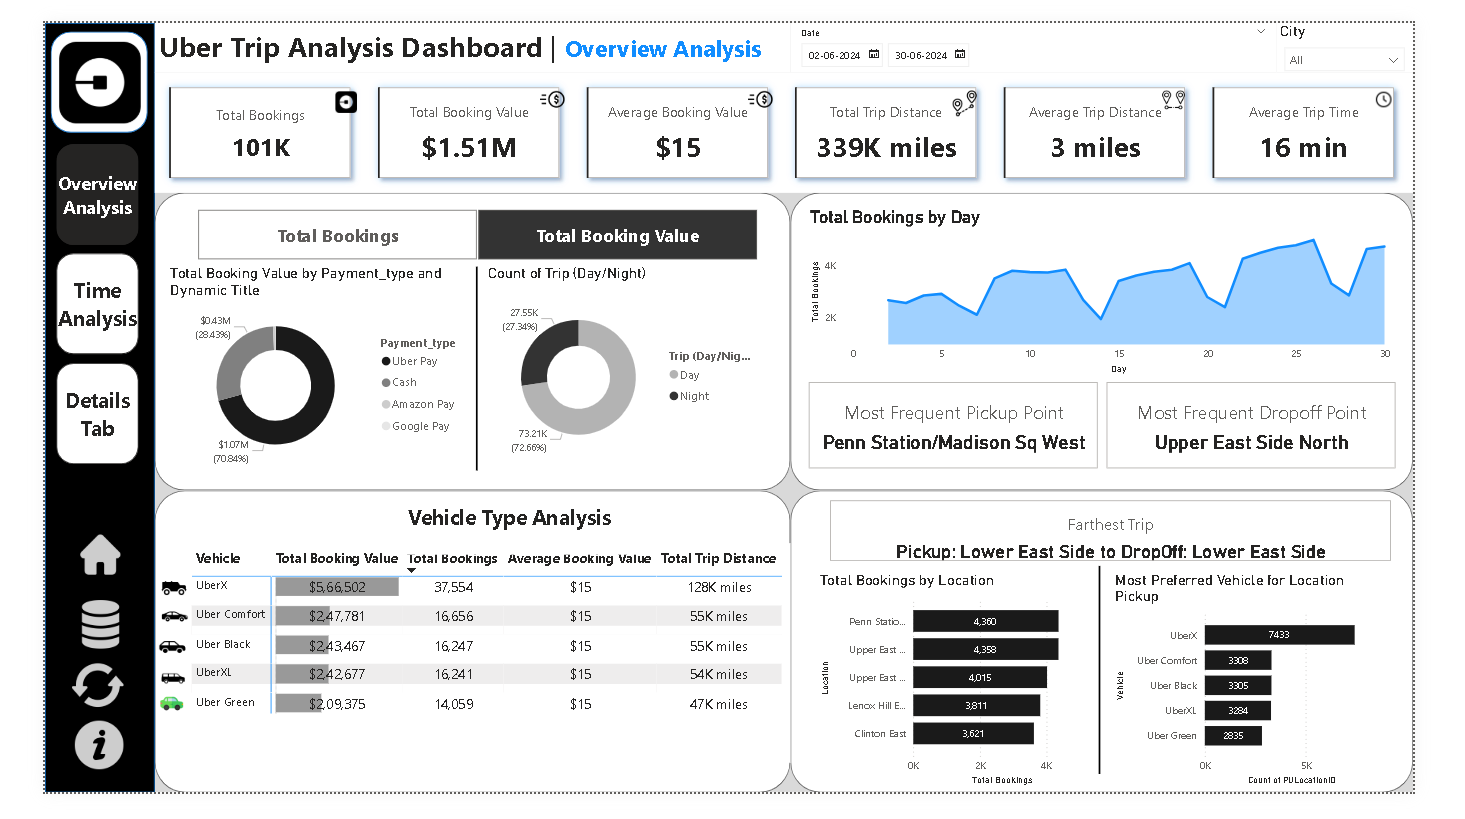 Uber Trip Analysis Dashboard | Overview Analysis
Date
02-06-2024
30-06-2024
City
All
Overview
Analysis
Time
Analysis
Details
Tab
Total Bookings
101K
Total Booking Value
$1.51M
Average Booking Value
$15
Total Trip Distance
339K miles
Average Trip Distance
3 miles
Average Trip Time
16 min
Total Bookings
Total Booking Value
Total Booking Value by Payment_type and
Dynamic Title
$0.43M
(28.43%)
$1.07M
(70.84%)
Payment_type
Uber Pay
Cash
Amazon Pay
Google Pay
Count of Trip (Day/Night)
27.55K
(27.34%)
73.21K
(72.66%)
Trip (Day/Nig...
Day
Night
Total Bookings by Day
Total Bookings
4K
2K
0 5 10 15 20 25 30
Day
Most Frequent Pickup Point
Penn Station/Madison Sq West
Most Frequent Dropoff Point
Upper East Side North
Vehicle Type Analysis
Vehicle Total Booking Value Total Bookings Average Booking Value Total Trip Distance
UberX $5,66,502 37,554 $15 128K miles
Uber Comfort $2,47,781 16,656 $15 55K miles
Uber Black $2,43,467 16,247 $15 55K miles
UberXL $2,42,677 16,241 $15 54K miles
Uber Green $2,09,375 14,059 $15 47K miles
Farthest Trip
Pickup: Lower East Side to DropOff: Lower East Side
Total Bookings by Location
Location
Penn Statio... 4,360
Upper East ... 4,358
Upper East ... 4,015
Lenox Hill E... 3,811
Clinton East 3,621
0K 2K 4K
Total Bookings
Most Preferred Vehicle for Location
Pickup
Vehicle
UberX 7433
Uber Comfort 3308
Uber Black 3305
UberXL 3284
Uber Green 2835
0K 5K
Count of PULocationID